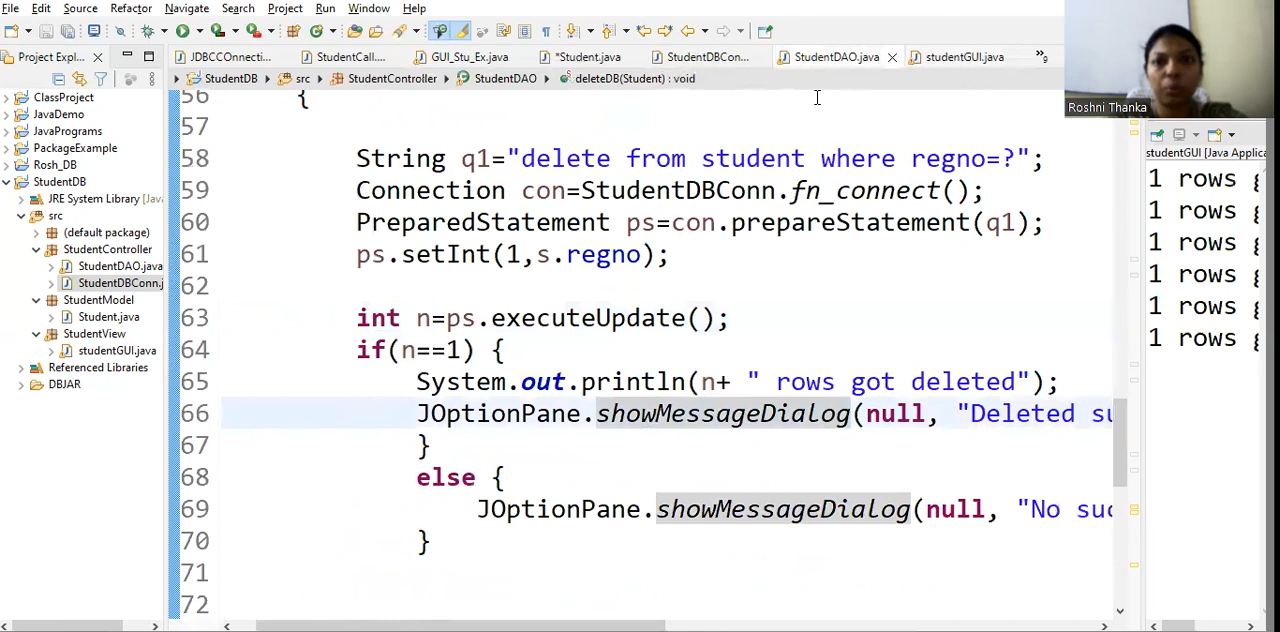 File Edit Source Refactor Navigate Search Project Run Window Help
Project Expl...
JDBCCOnnecti...
StudentCall....
GUI_Stu_Ex.java
*Student.java
StudentDBCon...
StudentDAO.java
studentGUI.java
StudentDB
src
StudentController
StudentDAO
deleteDB(Student) : void
Roshni Thanka
ClassProject
JavaDemo
JavaPrograms
PackageExample
Rosh_DB
StudentDB
JRE System Library [Java
src
(default package)
StudentController
StudentDAO.java
StudentDBConn.j
StudentModel
Student.java
StudentView
studentGUI.java
Referenced Libraries
DBJAR
56 {
57
58 String q1="delete from student where regno=?";
59 Connection con=StudentDBConn.fn_connect();
60 PreparedStatement ps=con.prepareStatement(q1);
61 ps.setInt(1,s.regno);
62
63 int n=ps.executeUpdate();
64 if(n==1) {
65 System.out.println(n+ " rows got deleted");
66 JOptionPane.showMessageDialog(null, "Deleted su
67 }
68 else {
69 JOptionPane.showMessageDialog(null, "No suc
70 }
71
72
studentGUI [Java Applica
1 rows g
1 rows g
1 rows g
1 rows g
1 rows g
1 rows g